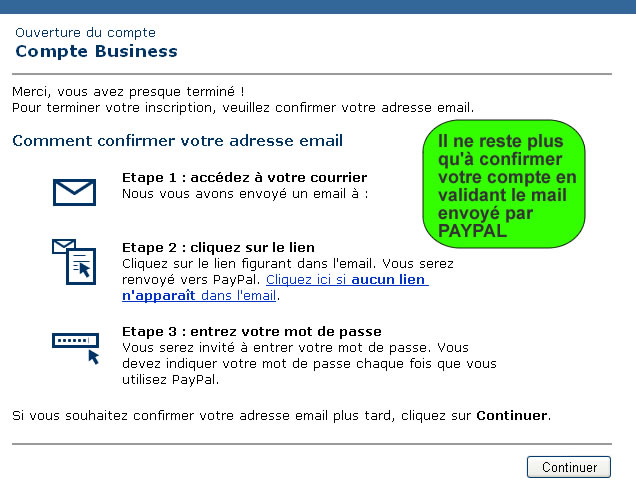 Ouverture du compte
Compte Business
Merci, vous avez presque terminé !
Pour terminer votre inscription, veuillez confirmer votre adresse email.
Comment confirmer votre adresse email
Il ne reste plus
qu'à confirmer
votre compte en
validant le mail
envoyé par
PAYPAL
Etape 1 : accédez à votre courrier
Nous vous avons envoyé un email à :
Etape 2 : cliquez sur le lien
Cliquez sur le lien figurant dans l'email. Vous serez
renvoyé vers PayPal. Cliquez ici si aucun lien
n'apparaît dans l'email.
Etape 3 : entrez votre mot de passe
Vous serez invité à entrer votre mot de passe. Vous
devez indiquer votre mot de passe chaque fois que vous
utilisez PayPal.
Si vous souhaitez confirmer votre adresse email plus tard, cliquez sur Continuer.
Continuer